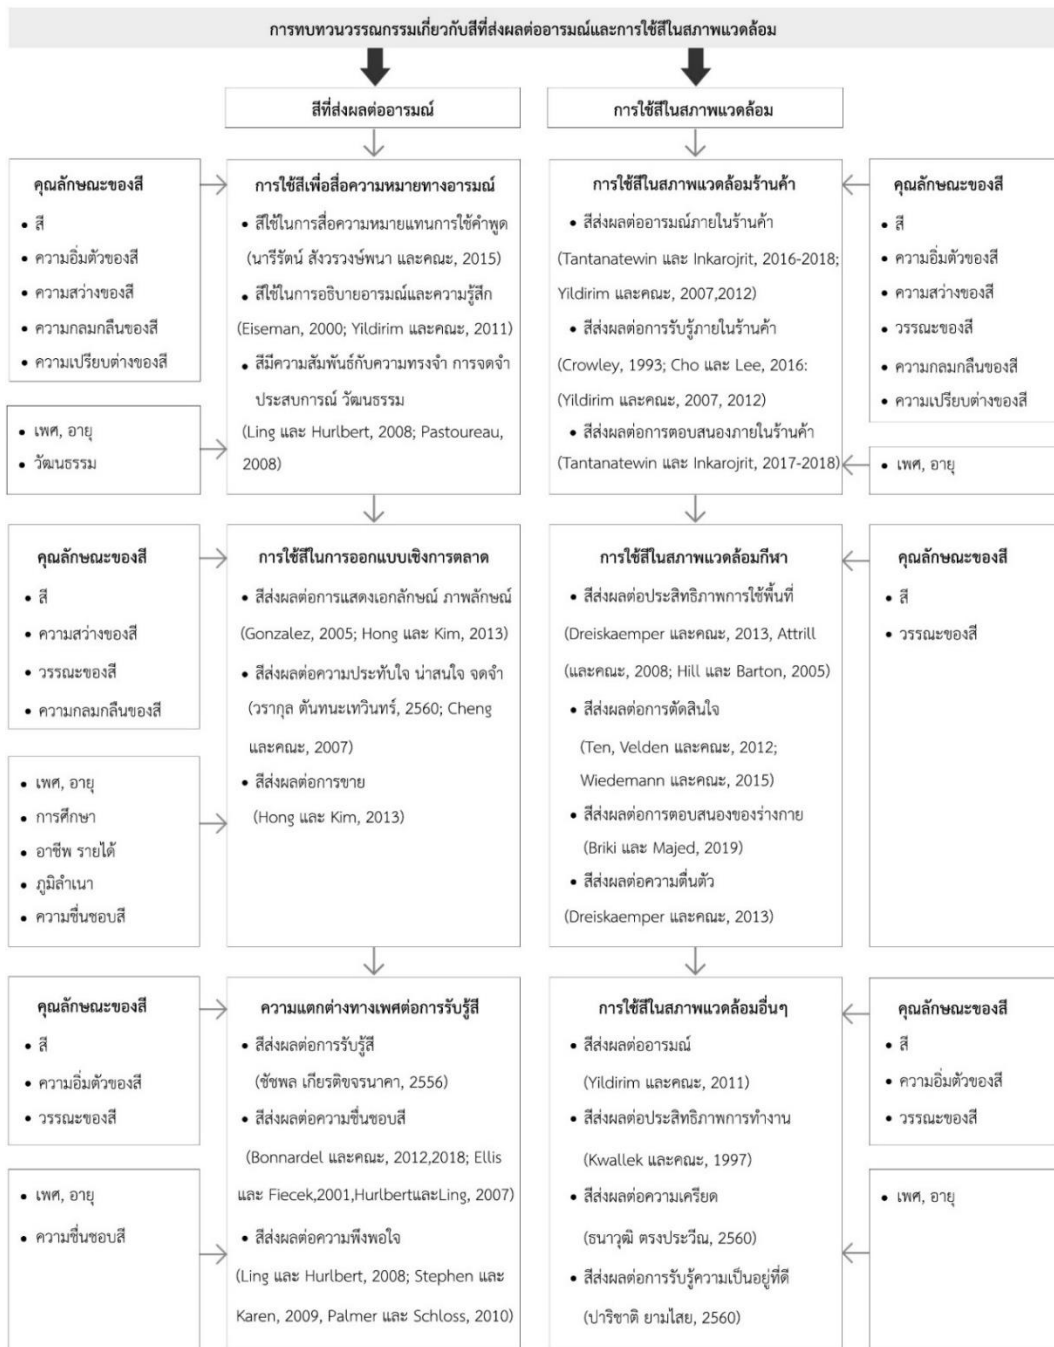 การทบทวนวรรณกรรมเกี่ยวกับสีที่ส่งผลต่ออารมณ์และการใช้สีในสภาพแวดล้อม
สีที่ส่งผลต่ออารมณ์
การใช้สีในสภาพแวดล้อม
คุณลักษณะของสี
• สี
• ความอิ่มตัวของสี
• ความสว่างของสี
• ความกลมกลืนของสี
• ความเปรียบต่างของสี
• เพศ, อายุ
• วัฒนธรรม
การใช้สีเพื่อสื่อความหมายทางอารมณ์
• สีใช้ในการสื่อความหมายแทนการใช้คำพูด
(นารีรัตน์ สังวรวงษ์พนา และคณะ, 2015)
• สีใช้ในการอธิบายอารมณ์และความรู้สึก
(Eiseman, 2000; Yildirim และคณะ, 2011)
• สีมีความสัมพันธ์กับความทรงจำ การจดจำ
ประสบการณ์ วัฒนธรรม
(Ling และ Hurlbert, 2008; Pastoureau,
2008)
การใช้สีในสภาพแวดล้อมร้านค้า
• สีส่งผลต่ออารมณ์ภายในร้านค้า
(Tantanatewin และ Inkarojrit, 2016-2018;
Yildirim และคณะ, 2007,2012)
• สีส่งผลต่อการรับรู้ภายในร้านค้า
(Crowley, 1993; Cho และ Lee, 2016:
(Yildirim และคณะ, 2007, 2012)
• สีส่งผลต่อการตอบสนองภายในร้านค้า
(Tantanatewin และ Inkarojrit, 2017-2018)
คุณลักษณะของสี
• สี
• ความอิ่มตัวของสี
• ความสว่างของสี
• วรรณะของสี
• ความกลมกลืนของสี
• ความเปรียบต่างของสี
• เพศ, อายุ
คุณลักษณะของสี
• สี
• ความสว่างของสี
• วรรณะของสี
• ความกลมกลืนของสี
• เพศ, อายุ
• การศึกษา
• อาชีพ รายได้
• ภูมิลำเนา
• ความชื่นชอบสี
การใช้สีในการออกแบบเชิงการตลาด
• สีส่งผลต่อการแสดงเอกลักษณ์ ภาพลักษณ์
(Gonzalez, 2005; Hong และ Kim, 2013)
• สีส่งผลต่อความประทับใจ น่าสนใจ จดจำ
(วรากุล ตันทนะเทวินทร์, 2560; Cheng
และคณะ, 2007)
• สีส่งผลต่อการขาย
(Hong และ Kim, 2013)
การใช้สีในสภาพแวดล้อมกีฬา
• สีส่งผลต่อประสิทธิภาพการใช้พื้นที่
(Dreiskaemper และคณะ, 2013, Attrill
(และคณะ, 2008; Hill และ Barton, 2005)
• สีส่งผลต่อการตัดสินใจ
(Ten, Velden และคณะ, 2012;
Wiedemann และคณะ, 2015)
• สีส่งผลต่อการตอบสนองของร่างกาย
(Briki และ Majed, 2019)
• สีส่งผลต่อความตื่นตัว
(Dreiskaemper และคณะ, 2013)
คุณลักษณะของสี
• สี
• วรรณะของสี
คุณลักษณะของสี
• สี
• ความอิ่มตัวของสี
• วรรณะของสี
• เพศ, อายุ
• ความชื่นชอบสี
ความแตกต่างทางเพศต่อการรับรู้สี
• สีส่งผลต่อการรับรู้สี
(ชัชพล เกียรติขจรนาคา, 2556)
• สีส่งผลต่อความชื่นชอบสี
(Bonnardel และคณะ, 2012,2018; Ellis
และ Fiecek,2001,HurlbertและLing, 2007)
• สีส่งผลต่อความพึงพอใจ
(Ling และ Hurlbert, 2008; Stephen และ
Karen, 2009, Palmer และ Schloss, 2010)
การใช้สีในสภาพแวดล้อมอื่นๆ
• สีส่งผลต่ออารมณ์
(Yildirim และคณะ, 2011)
• สีส่งผลต่อประสิทธิภาพการทำงาน
(Kwallek และคณะ, 1997)
• สีส่งผลต่อความเครียด
(ธนาวุฒิ ตรงประวีณ, 2560)
• สีส่งผลต่อการรับรู้ความเป็นอยู่ที่ดี
(ปาริชาติ ยามไสย, 2560)
คุณลักษณะของสี
• สี
• ความอิ่มตัวของสี
• วรรณะของสี
• เพศ, อายุ